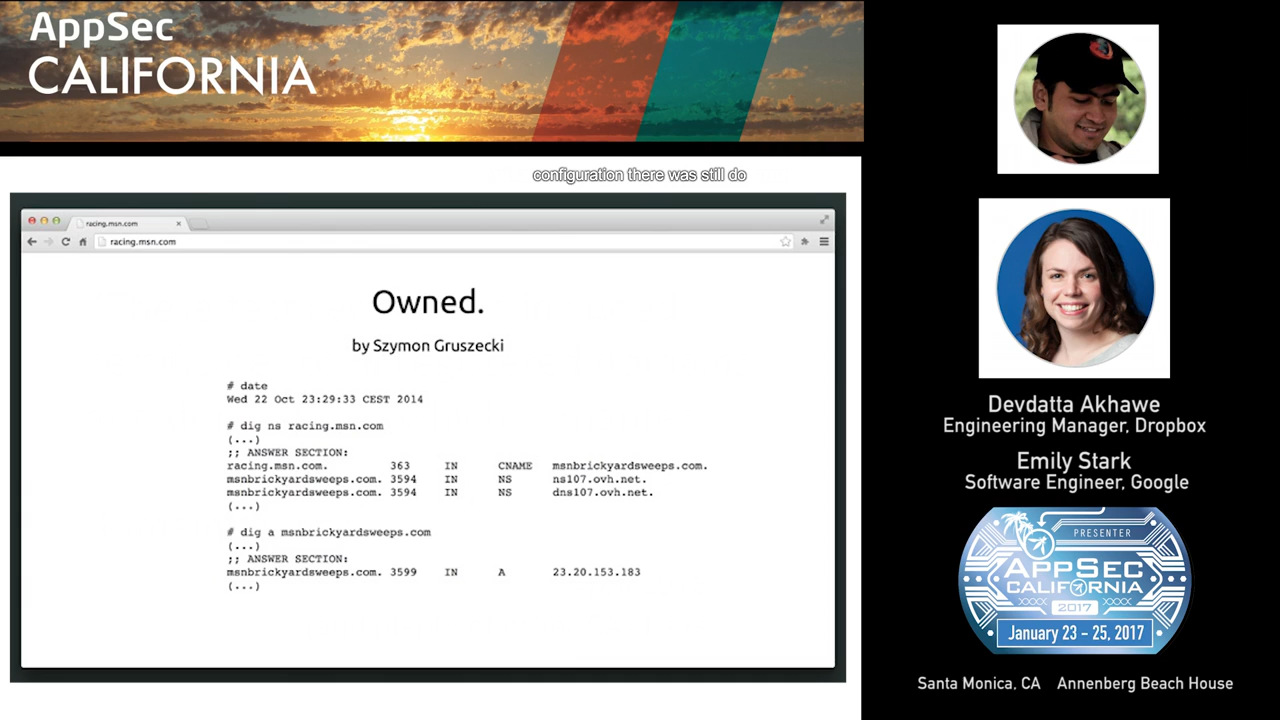 AppSec
CALIFORNIA
configuration there was still do
racing.msn.com
racing.msn.com
Owned.
by Szymon Gruszecki
# date
Wed 22 Oct 23:29:33 CEST 2014
# dig ns racing.msn.com
(...)
;; ANSWER SECTION:
racing.msn.com. 363 IN CNAME msnbrickyardsweeps.com.
msnbrickyardsweeps.com. 3594 IN NS ns107.ovh.net.
msnbrickyardsweeps.com. 3594 IN NS dns107.ovh.net.
(...)
# dig a msnbrickyardsweeps.com
(...)
;; ANSWER SECTION:
msnbrickyardsweeps.com. 3599 IN A 23.20.153.183
(...)
Devdatta Akhawe
Engineering Manager, Dropbox
Emily Stark
Software Engineer, Google
PRESENTER
APPSEC
CALIFORNIA
2017
January 23 - 25, 2017
Santa Monica, CA Annenberg Beach House